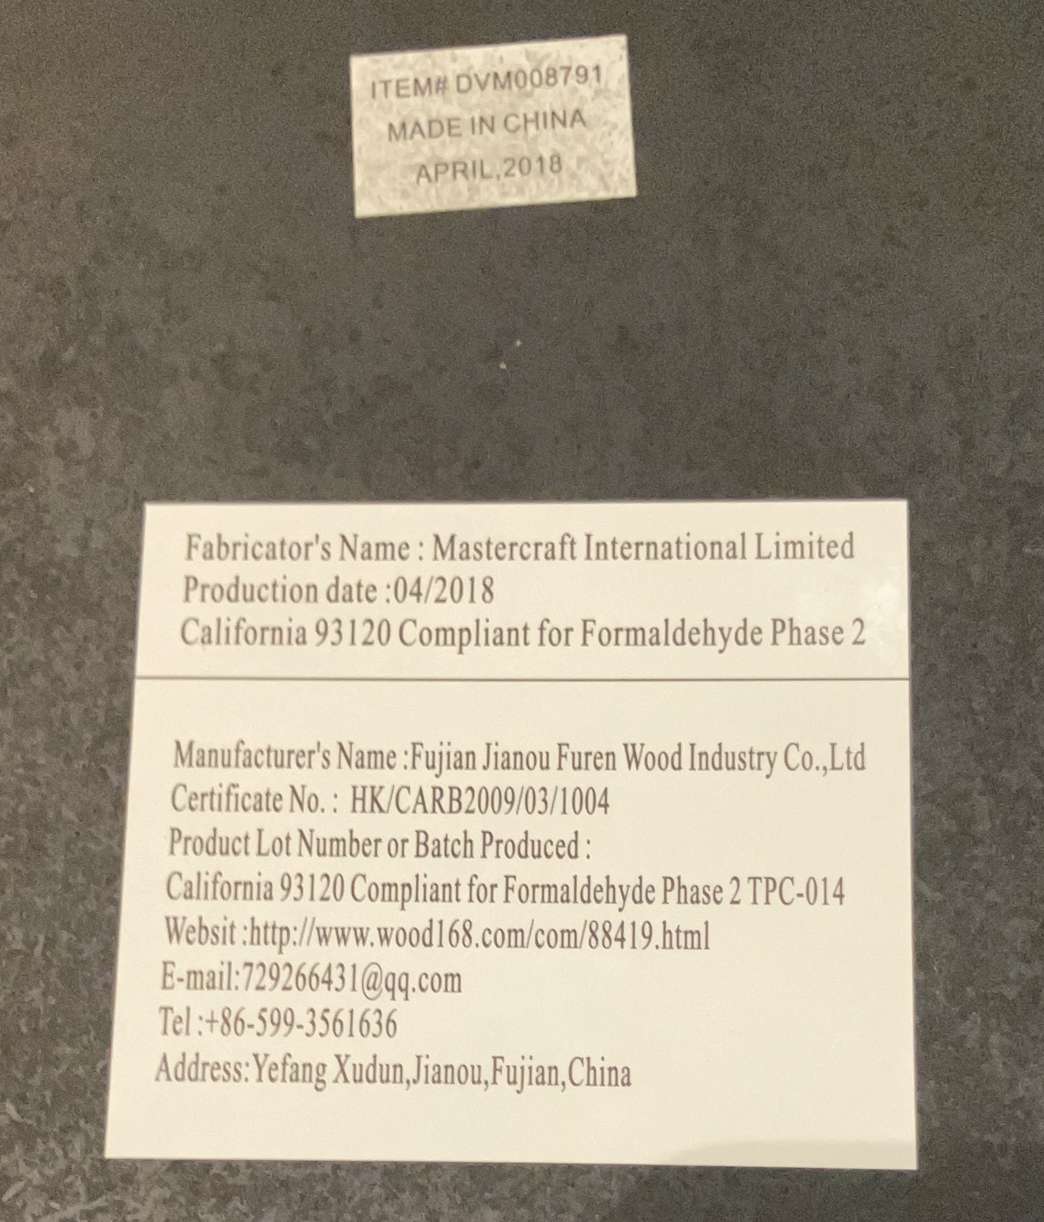 ITEM# DVM008791
MADE IN CHINA
APRIL,2018
Fabricator's Name : Mastercraft International Limited
Production date :04/2018
California 93120 Compliant for Formaldehyde Phase 2
Manufacturer's Name :Fujian Jianou Furen Wood Industry Co.,Ltd
Certificate No. : HK/CARB2009/03/1004
Product Lot Number or Batch Produced :
California 93120 Compliant for Formaldehyde Phase 2 TPC-014
Websit :http://www.wood168.com/com/88419.html
E-mail:729266431@qq.com
Tel :+86-599-3561636
Address:Yefang Xudun,Jianou,Fujian,China